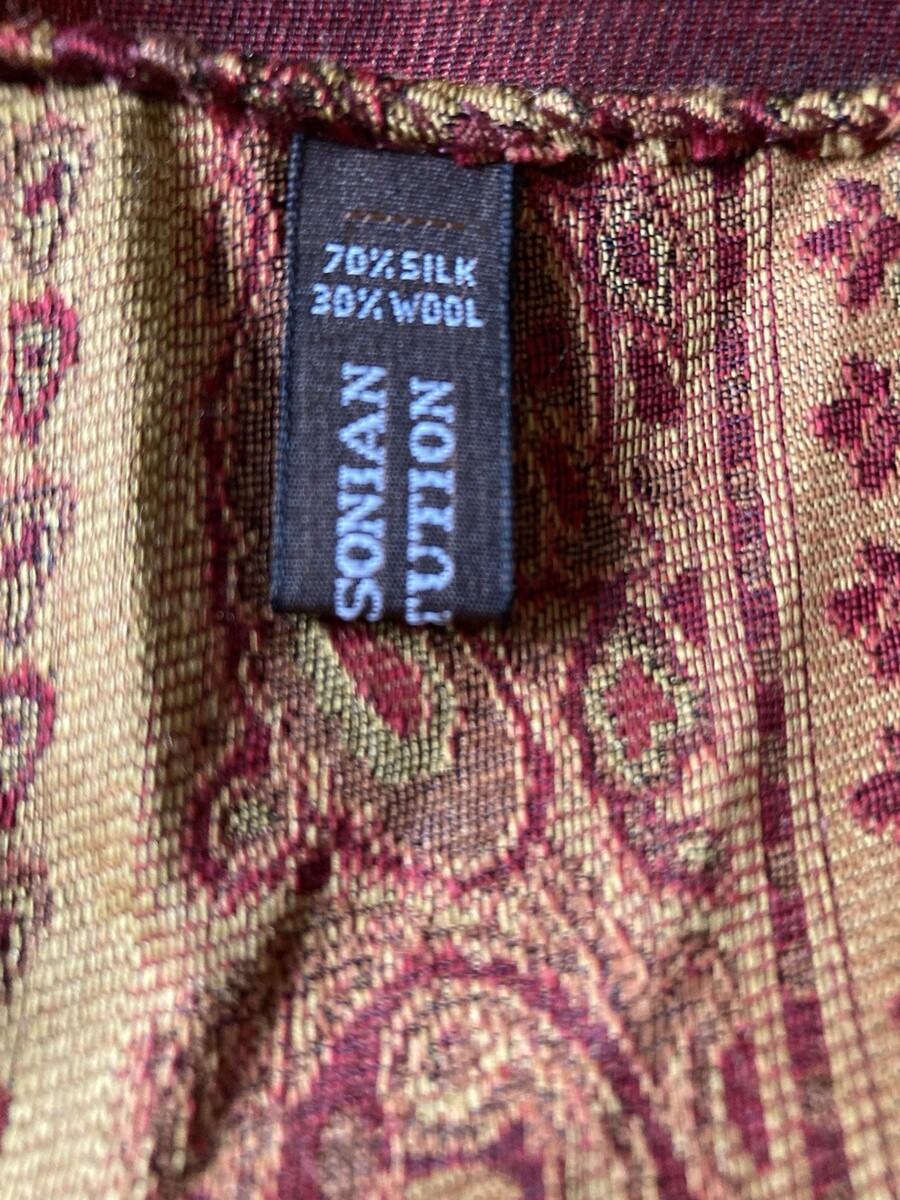 70% SILK
30% WOOL
SONIAN
TUTION